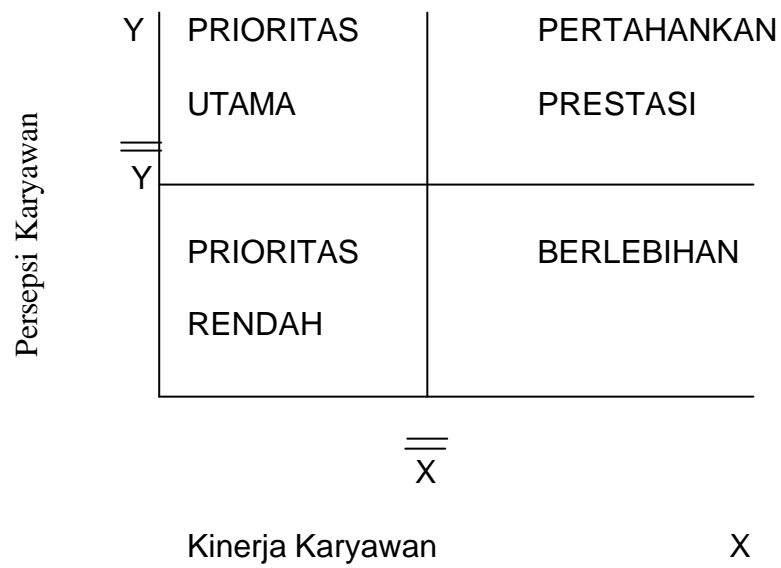 Y PRIORITAS PERTAHANKAN
UTAMA PRESTASI
Persepsi Karyawan
Y
PRIORITAS BERLEBIHAN
RENDAH
X
Kinerja Karyawan X